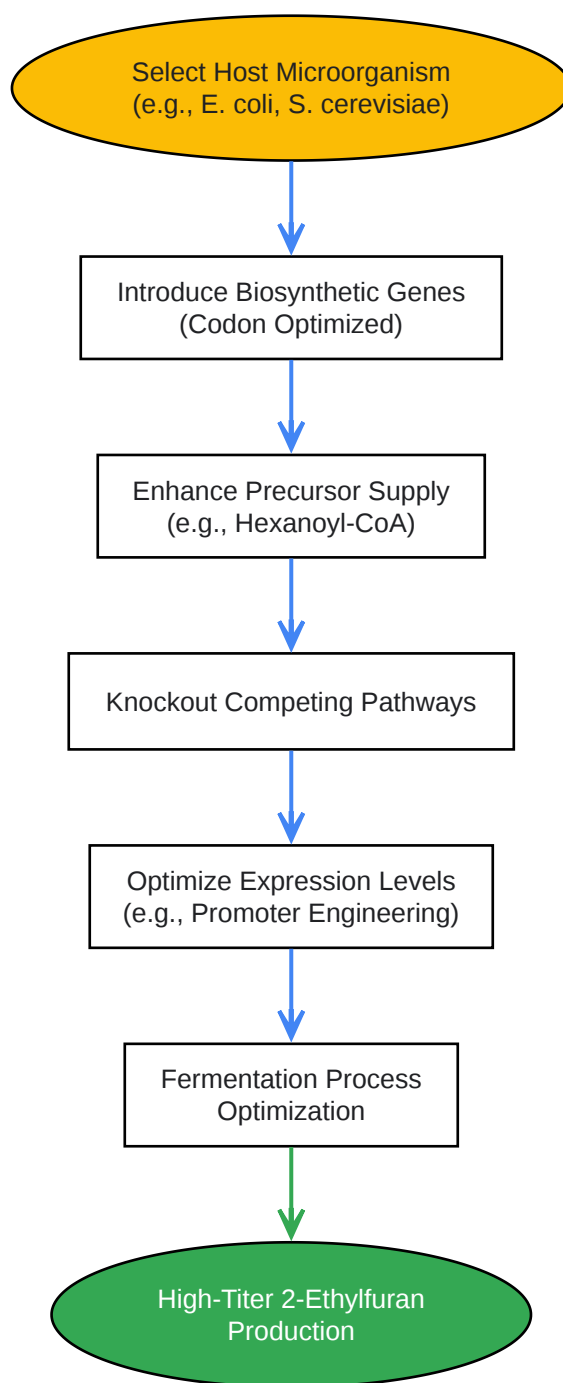 Select Host Microorganism
(e.g., E. coli, S. cerevisiae)
Introduce Biosynthetic Genes
(Codon Optimized)
Enhance Precursor Supply
(e.g., Hexanoyl-CoA)
Knockout Competing Pathways
Optimize Expression Levels
(e.g., Promoter Engineering)
Fermentation Process
Optimization
High-Titer 2-Ethylfuran
Production